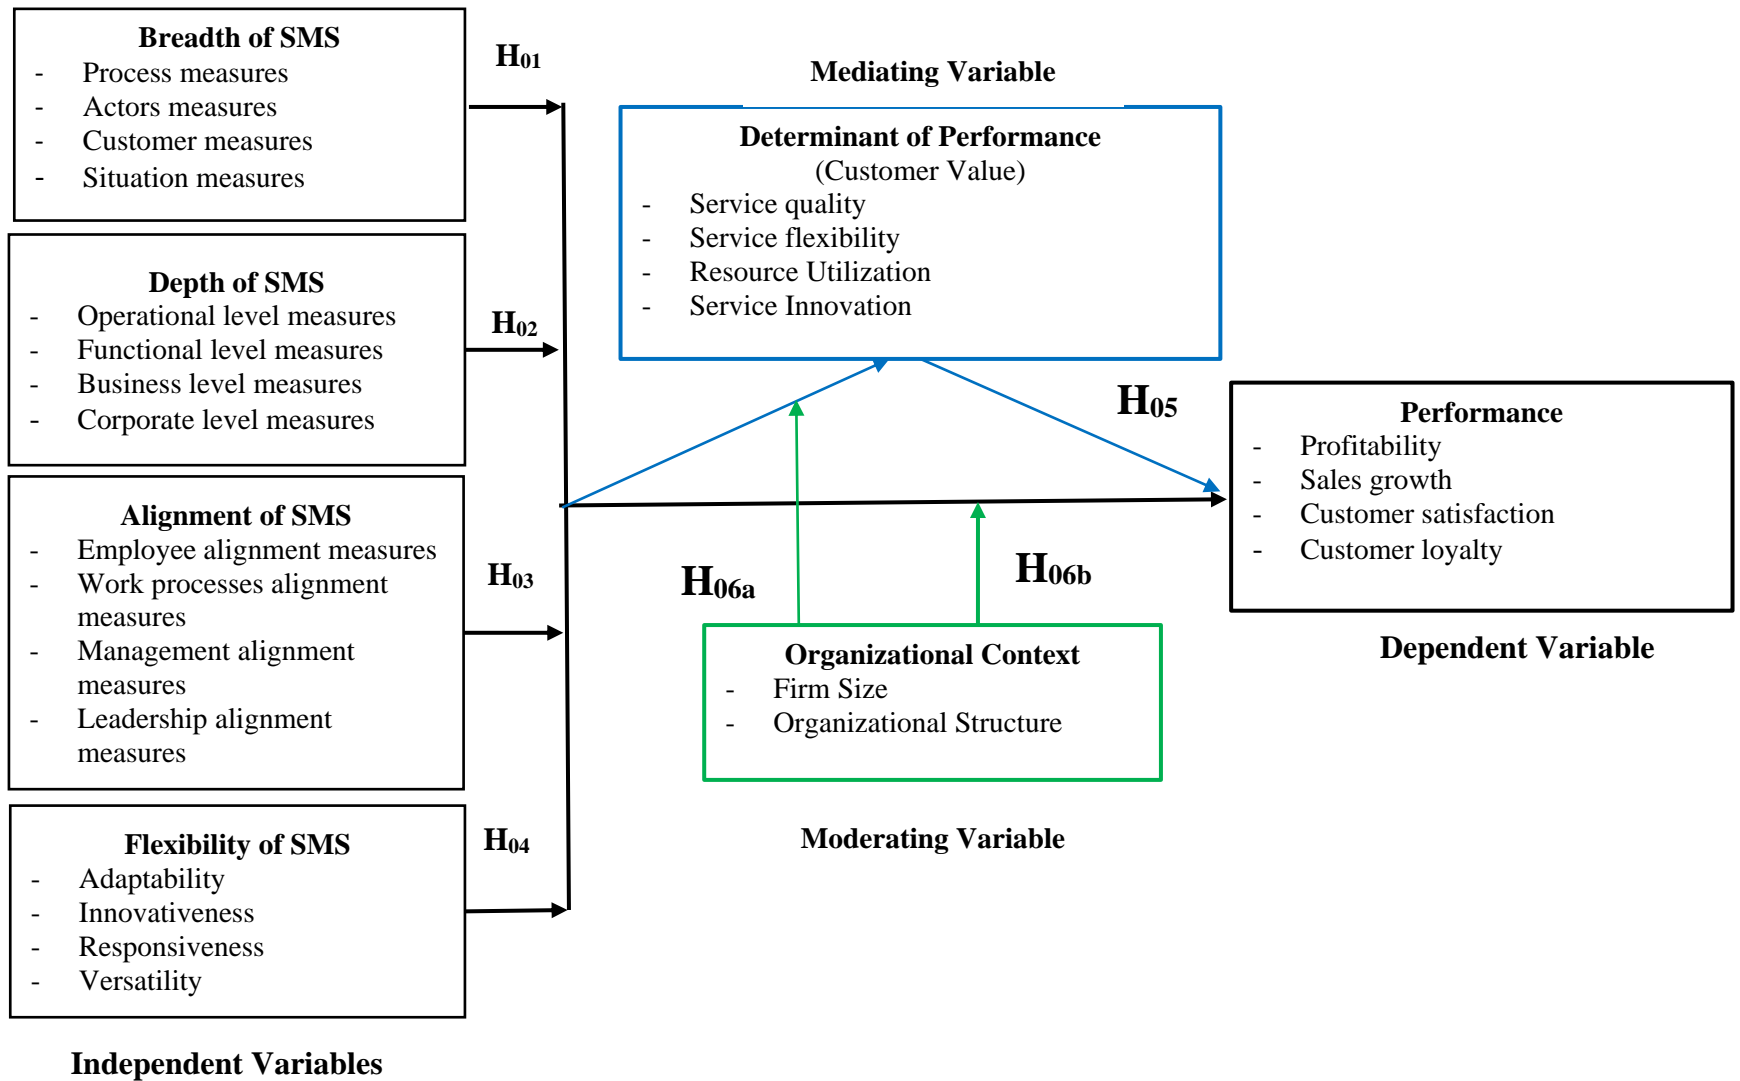 Breadth of SMS
- Process measures
- Actors measures
- Customer measures
- Situation measures
H01
Depth of SMS
- Operational level measures
- Functional level measures
- Business level measures
- Corporate level measures
H02
Alignment of SMS
- Employee alignment measures
- Work processes alignment
measures
- Management alignment
measures
- Leadership alignment
measures
H03
Flexibility of SMS
- Adaptability
- Innovativeness
- Responsiveness
- Versatility
H04
Independent Variables
Mediating Variable
Determinant of Performance
(Customer Value)
- Service quality
- Service flexibility
- Resource Utilization
- Service Innovation
H05
H06a
H06b
Organizational Context
- Firm Size
- Organizational Structure
Moderating Variable
Performance
- Profitability
- Sales growth
- Customer satisfaction
- Customer loyalty
Dependent Variable